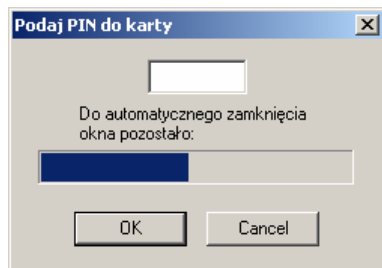 Podaj PIN do karty
Do automatycznego zamknięcia
okna pozostało:
OK
Cancel